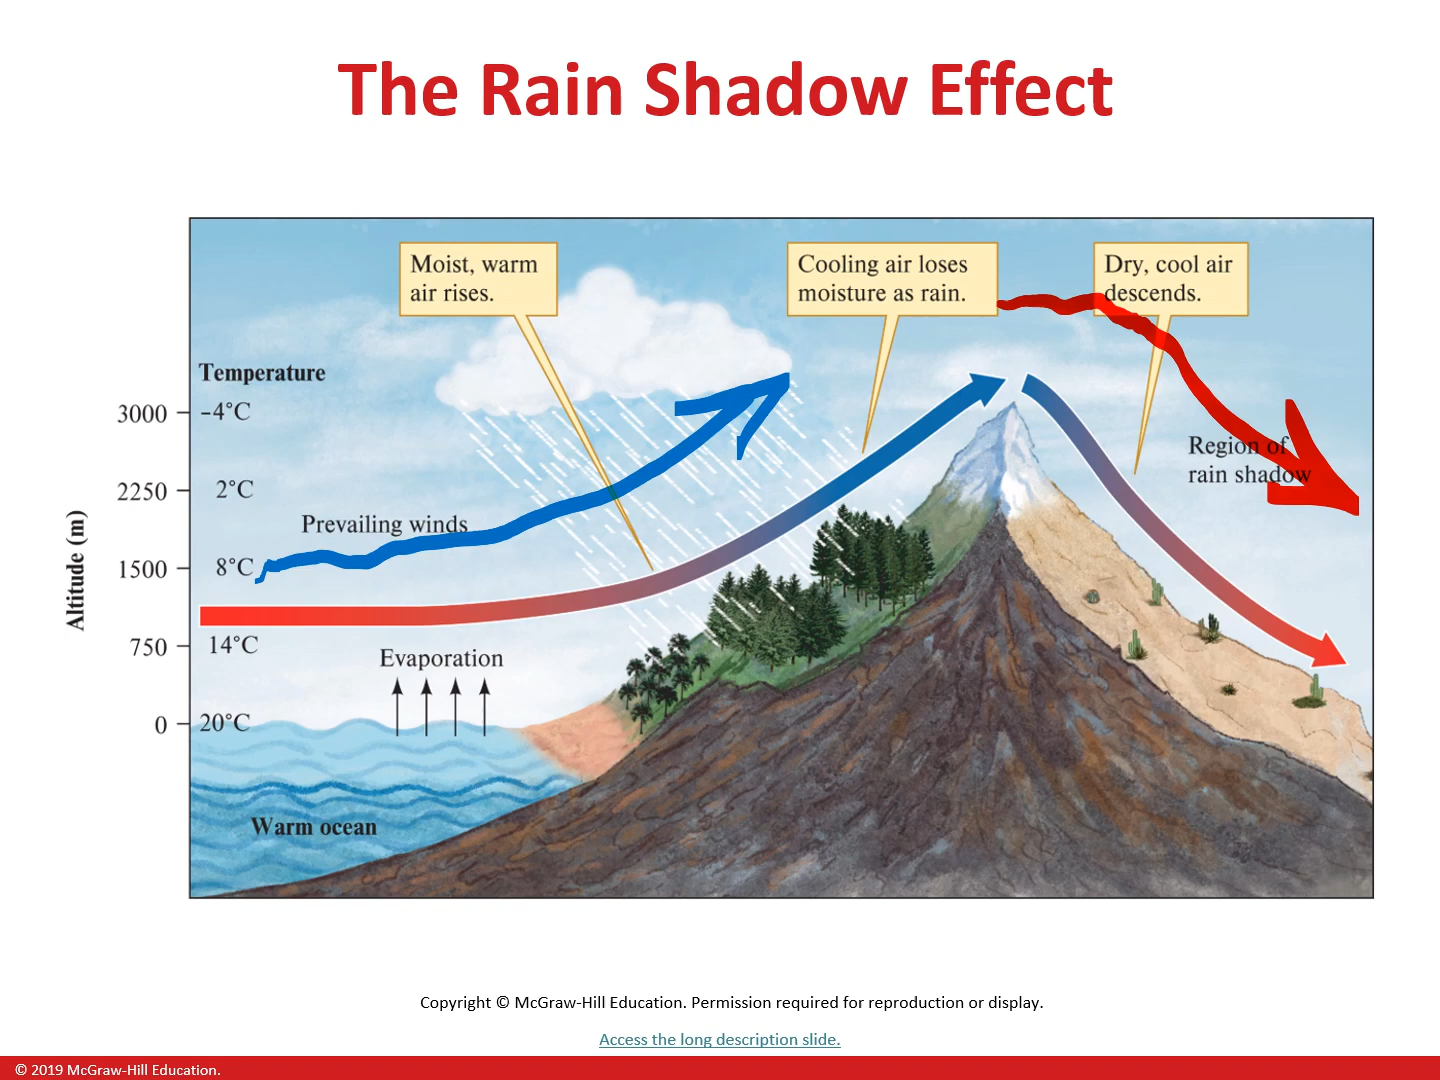 The Rain Shadow Effect
Moist, warm
air rises.
Cooling air loses
moisture as rain.
Dry, cool air
descends.
Temperature
3000
–4°C
Region of
rain shadow
2250
2°C
Prevailing winds
1500
8°C
Altitude (m)
750
14°C
Evaporation
0
20°C
Warm ocean
Copyright © McGraw-Hill Education. Permission required for reproduction or display.
Access the long description slide.
© 2019 McGraw-Hill Education.